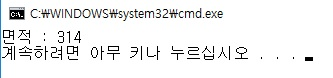 C:\WINDOWS\system32\cmd.exe
면적 : 314
계속하려면 아무 키나 누르십시오 . . .